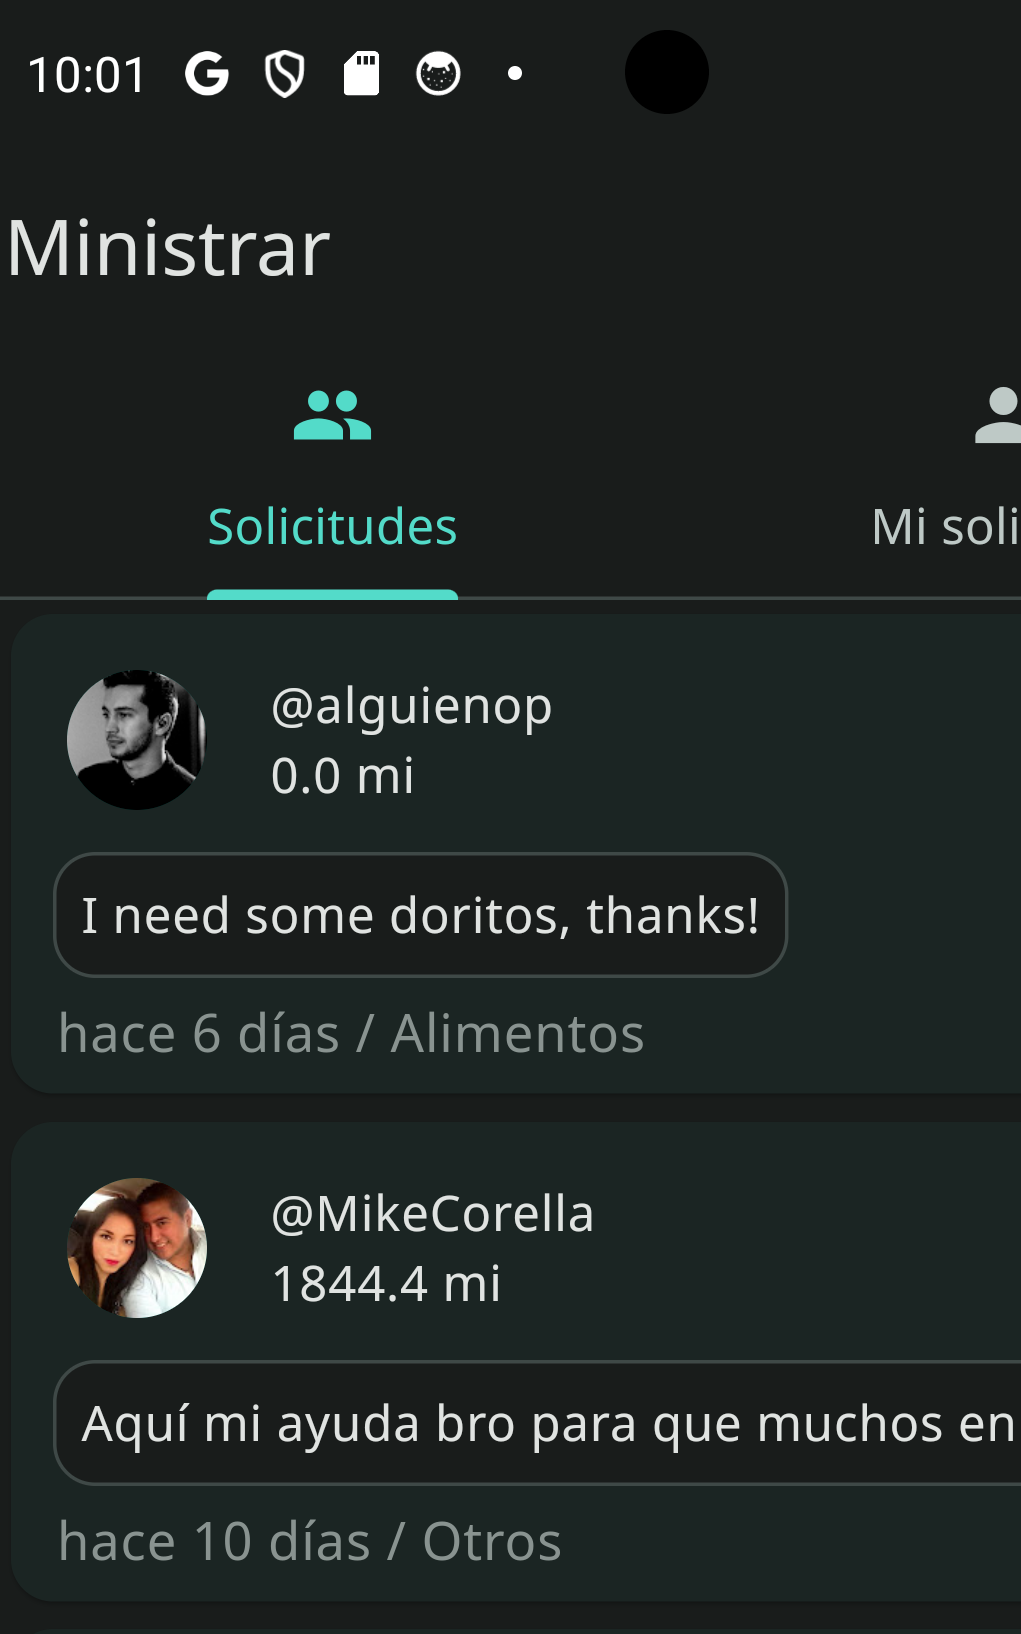 10:01
Ministrar
Solicitudes
Mi soli
@alguienop
0.0 mi
I need some doritos, thanks!
hace 6 días / Alimentos
@MikeCorella
1844.4 mi
Aquí mi ayuda bro para que muchos en
hace 10 días / Otros